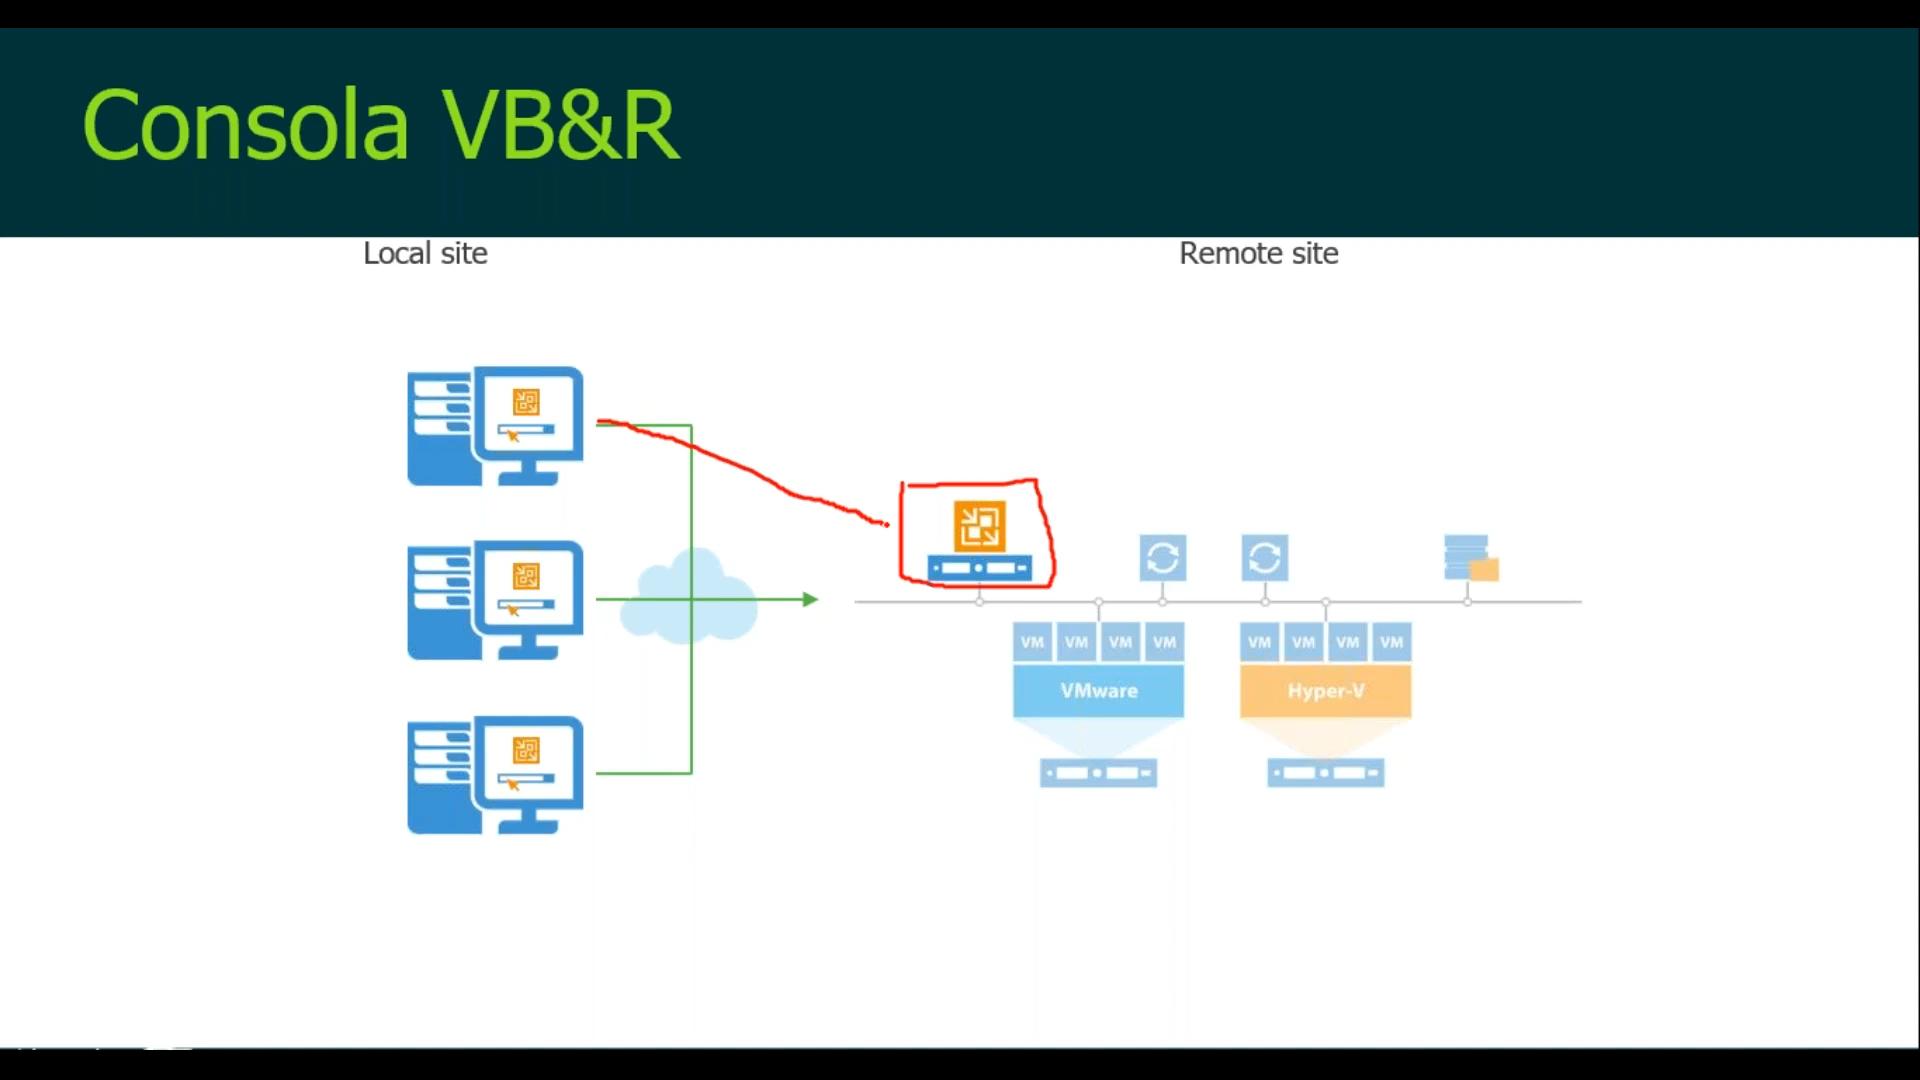 Consola VB&R
Local site
Remote site
VM VM VM VM
VM VM VM VM
VMware
Hyper-V